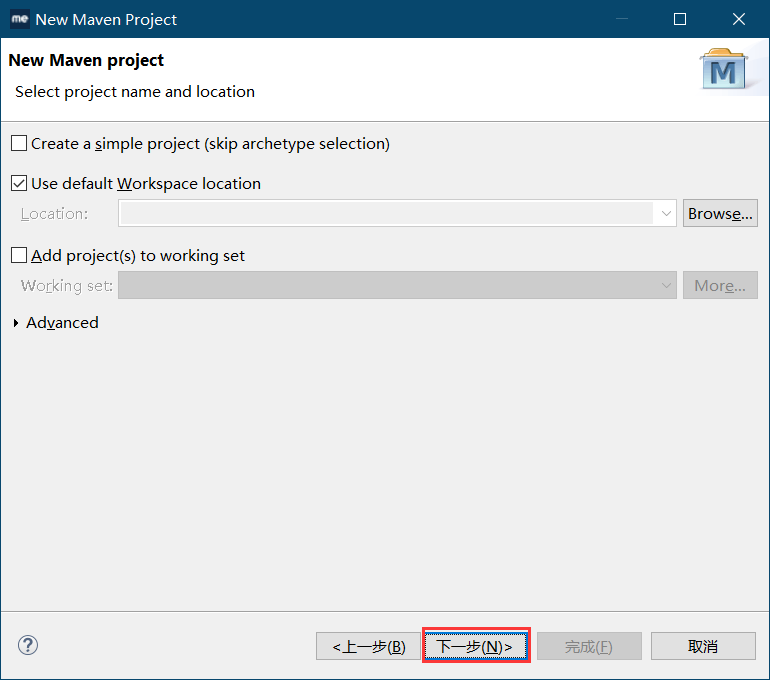 me New Maven Project
New Maven project
Select project name and location
M
Create a simple project (skip archetype selection)
Use default Workspace location
Location:
Browse...
Add project(s) to working set
Working set:
More...
Advanced
?
<上一步(B)
下一步(N)>
完成(F)
取消